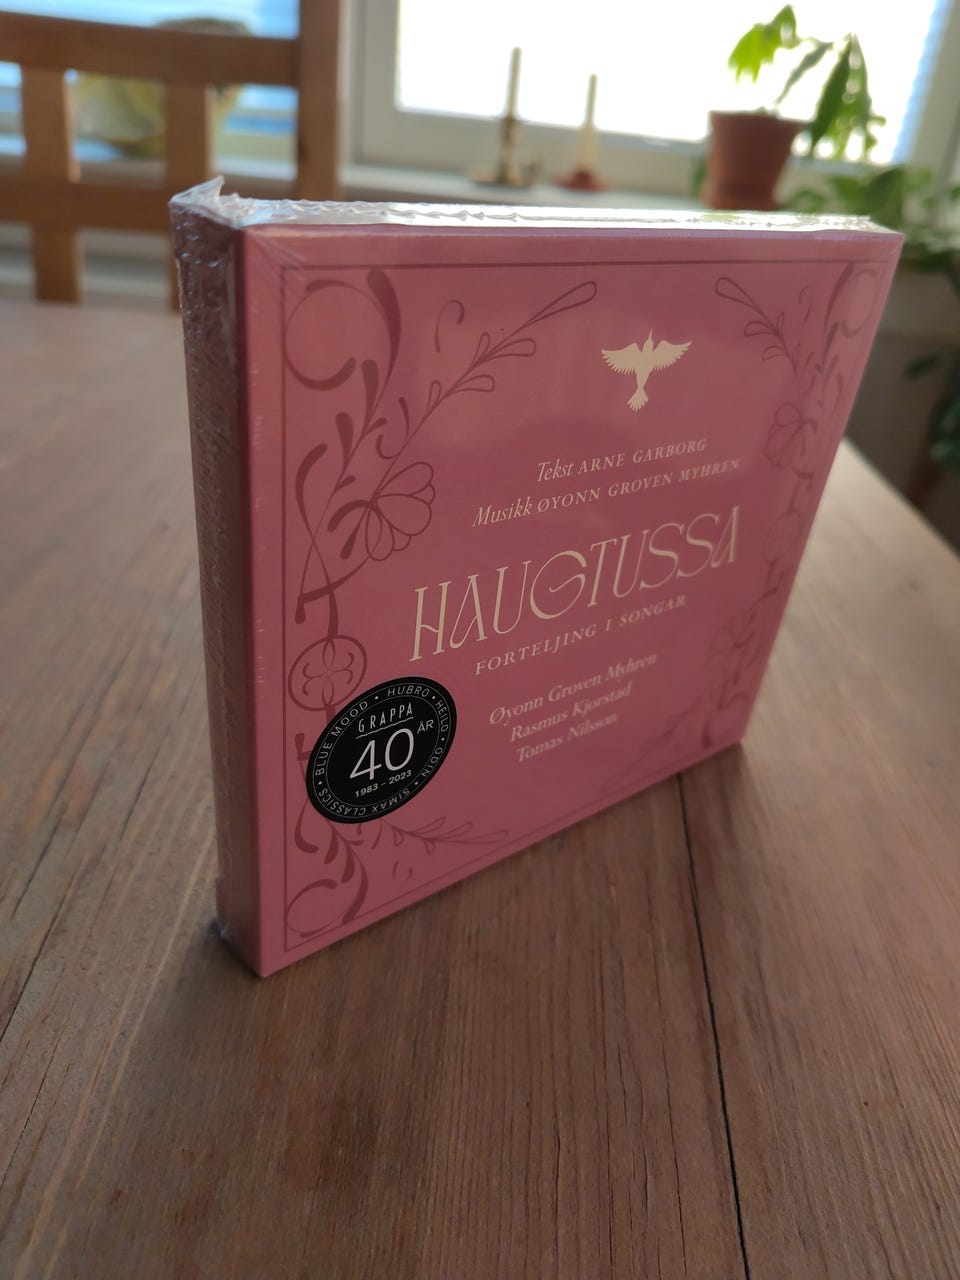 Tekst ARNE GARBORG
Musikk ØYONN GROVEN MYHREN
HAUGTUSSA
FORTELJING I SONGAR
Øyonn Groven Myhren
Rasmus Kjorstad
Tomas Nilsson
BLUE MOOD • HUBRO • HEILO • ODIN • SIMAX CLASSICS •
GRAPPA
40 ÅR
1983 – 2023